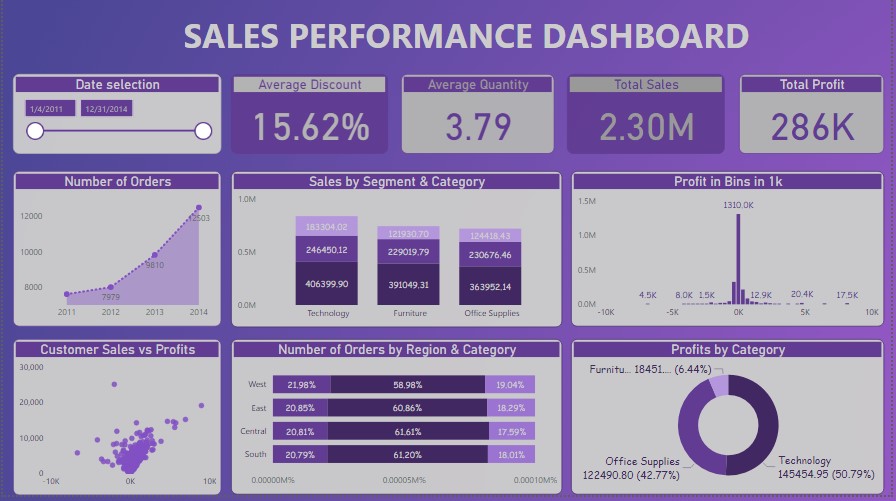 SALES PERFORMANCE DASHBOARD
Date selection
1/4/2011 12/31/2014
Average Discount
15.62%
Average Quantity
3.79
Total Sales
2.30M
Total Profit
286K
Number of Orders
12000
8000
12503
9810
7979
2011 2012 2013 2014
Sales by Segment & Category
1.0M
0.5M
0.0M
183304.02 121930.70 124418.43
246450.12 229019.79 230676.46
406399.90 391049.31 363952.14
Technology Furniture Office Supplies
Profit in Bins in 1k
1.5M
1.0M
0.5M
0.0M
1310.0K
4.5K 8.0K 1.5K 12.9K 20.4K 17.5K
-10K -5K 0K 5K 10K
Customer Sales vs Profits
30,000
20,000
10,000
0
-10K 0K 10K
Number of Orders by Region & Category
West 21.98% 58.98% 19.04%
East 20.85% 60.86% 18.29%
Central 20.81% 61.61% 17.59%
South 20.79% 61.20% 18.01%
0.00000M% 0.00005M% 0.00010M%
Profits by Category
Furnitu... 18451.... (6.44%)
Office Supplies
122490.80 (42.77%)
Technology
145454.95 (50.79%)